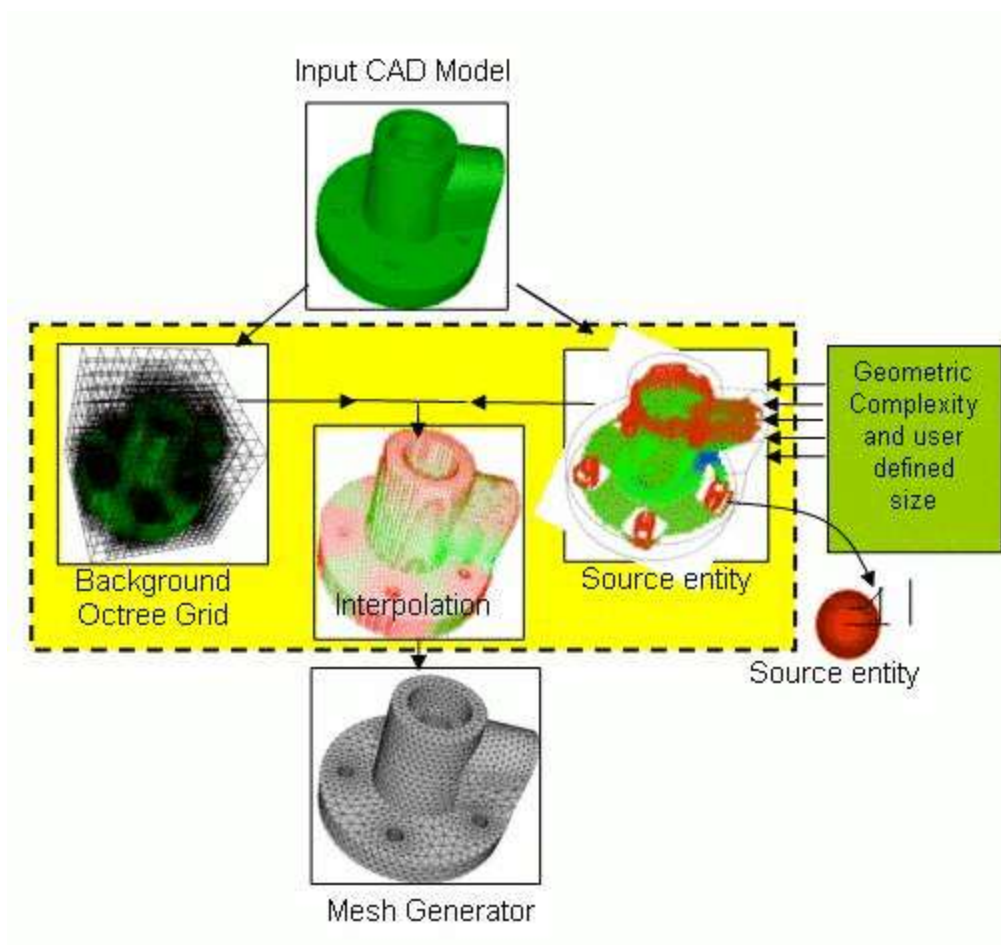 Input CAD Model
Geometric
Complexity
and user
defined
size
Background
Octree Grid
Interpolation
Source entity
Source entity
Mesh Generator